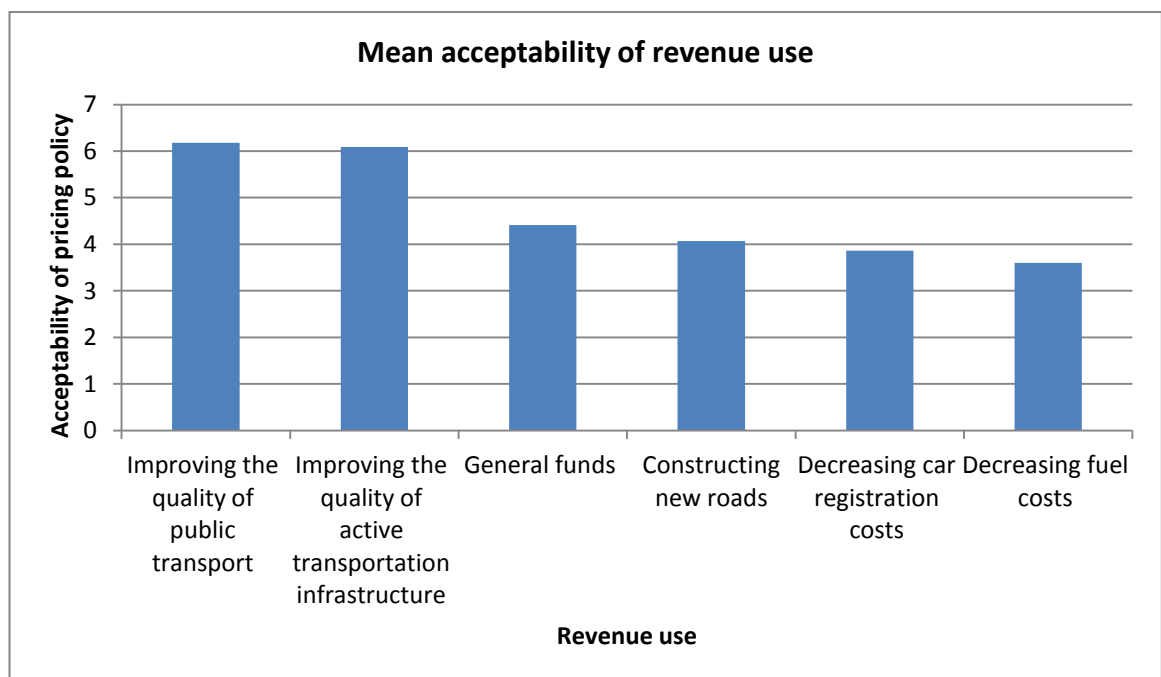 Mean acceptability of revenue use
Acceptability of pricing policy
7
6
5
4
3
2
1
0
Improving the
quality of
public
transport
Improving the
quality of
active
transportation
infrastructure
General funds
Constructing
new roads
Decreasing car
registration
costs
Decreasing fuel
costs
Revenue use